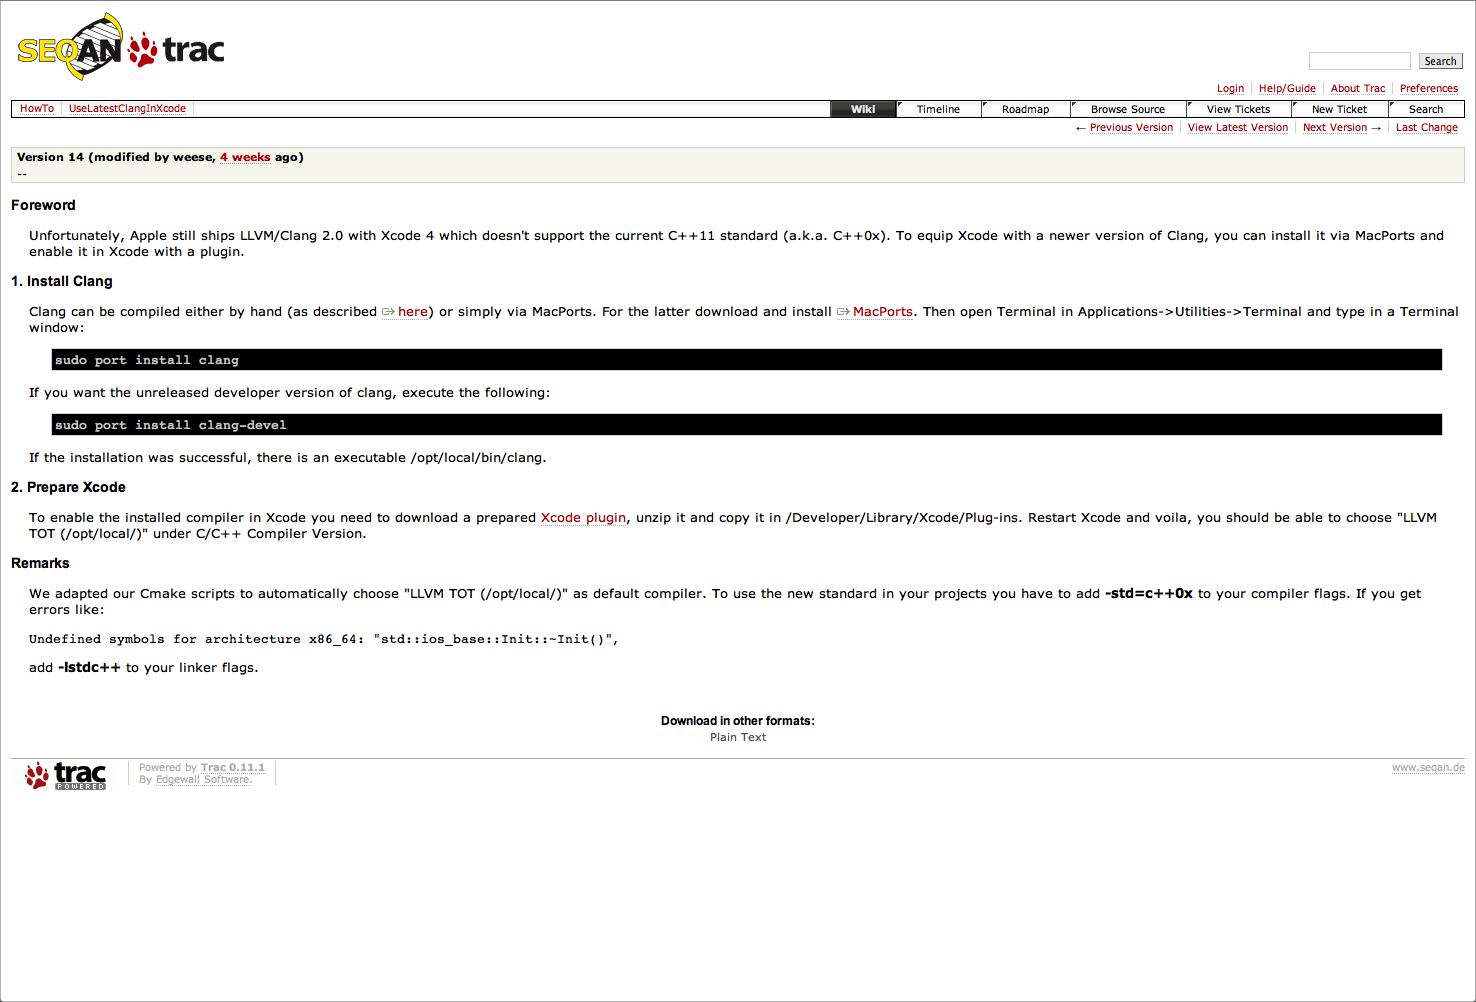 SEQAN trac
Search
Login Help/Guide About Trac Preferences
HowTo UseLatestClangInXcode Wiki Timeline Roadmap Browse Source View Tickets New Ticket Search
← Previous Version View Latest Version Next Version → Last Change
Version 14 (modified by weese, 4 weeks ago)
--
Foreword
Unfortunately, Apple still ships LLVM/Clang 2.0 with Xcode 4 which doesn't support the current C++11 standard (a.k.a. C++0x). To equip Xcode with a newer version of Clang, you can install it via MacPorts and
enable it in Xcode with a plugin.
1. Install Clang
Clang can be compiled either by hand (as described here) or simply via MacPorts. For the latter download and install MacPorts. Then open Terminal in Applications->Utilities->Terminal and type in a Terminal
window:
sudo port install clang
If you want the unreleased developer version of clang, execute the following:
sudo port install clang-devel
If the installation was successful, there is an executable /opt/local/bin/clang.
2. Prepare Xcode
To enable the installed compiler in Xcode you need to download a prepared Xcode plugin, unzip it and copy it in /Developer/Library/Xcode/Plug-ins. Restart Xcode and voila, you should be able to choose "LLVM
TOT (/opt/local/)" under C/C++ Compiler Version.
Remarks
We adapted our Cmake scripts to automatically choose "LLVM TOT (/opt/local/)" as default compiler. To use the new standard in your projects you have to add -std=c++0x to your compiler flags. If you get
errors like:
Undefined symbols for architecture x86_64: "std::ios_base::Init::~Init()",
add -lstdc++ to your linker flags.
Download in other formats:
Plain Text
trac POWERED
Powered by Trac 0.11.1
By Edgewall Software.
www.seqan.de